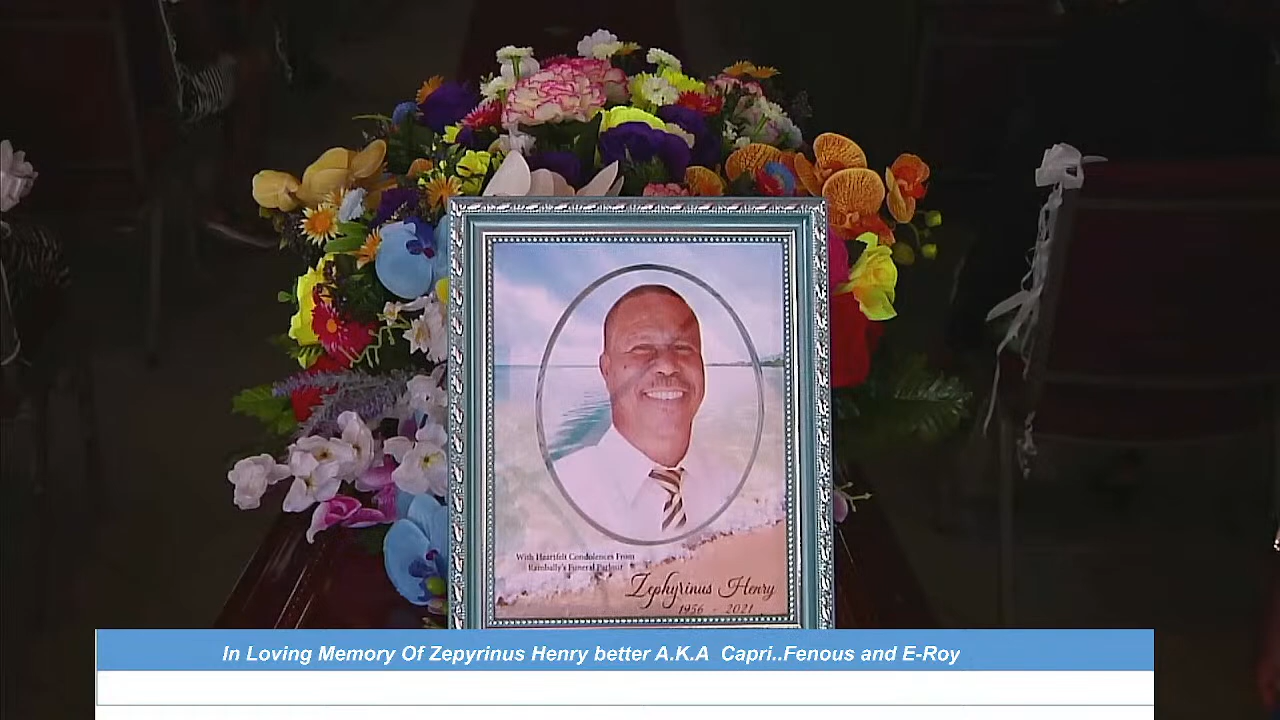 With Heartfelt Condolences From
Rambally's Funeral Parlour
Zephyrinus Henry
1956 - 2021
In Loving Memory Of Zepyrinus Henry better A.K.A Capri..Fenous and E-Roy